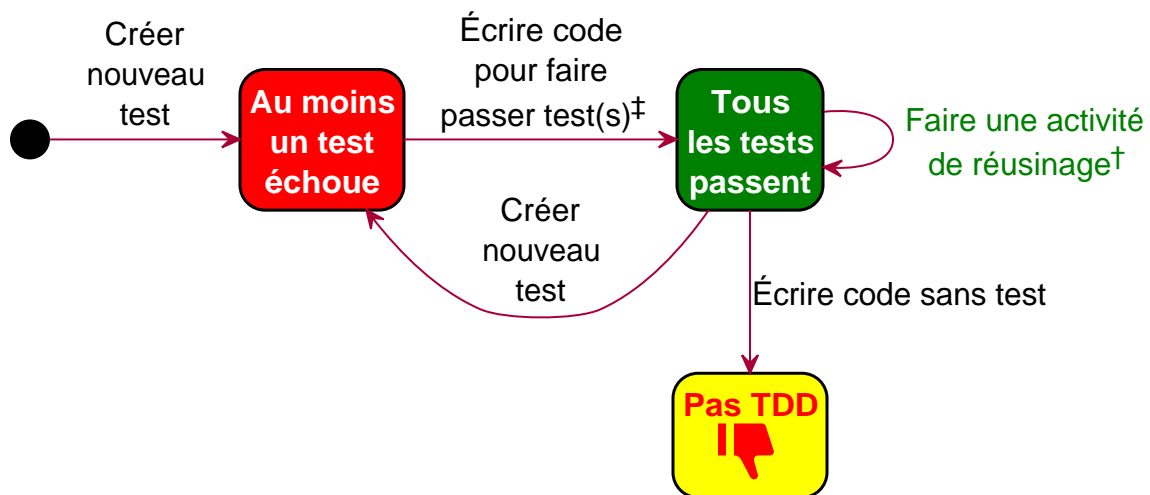 Créer
nouveau
test
Au moins
un test
échoue
Écrire code
pour faire
passer test(s)‡
Tous
les tests
passent
Faire une activité
de réusinage†
Créer
nouveau
test
Écrire code sans test
Pas TDD